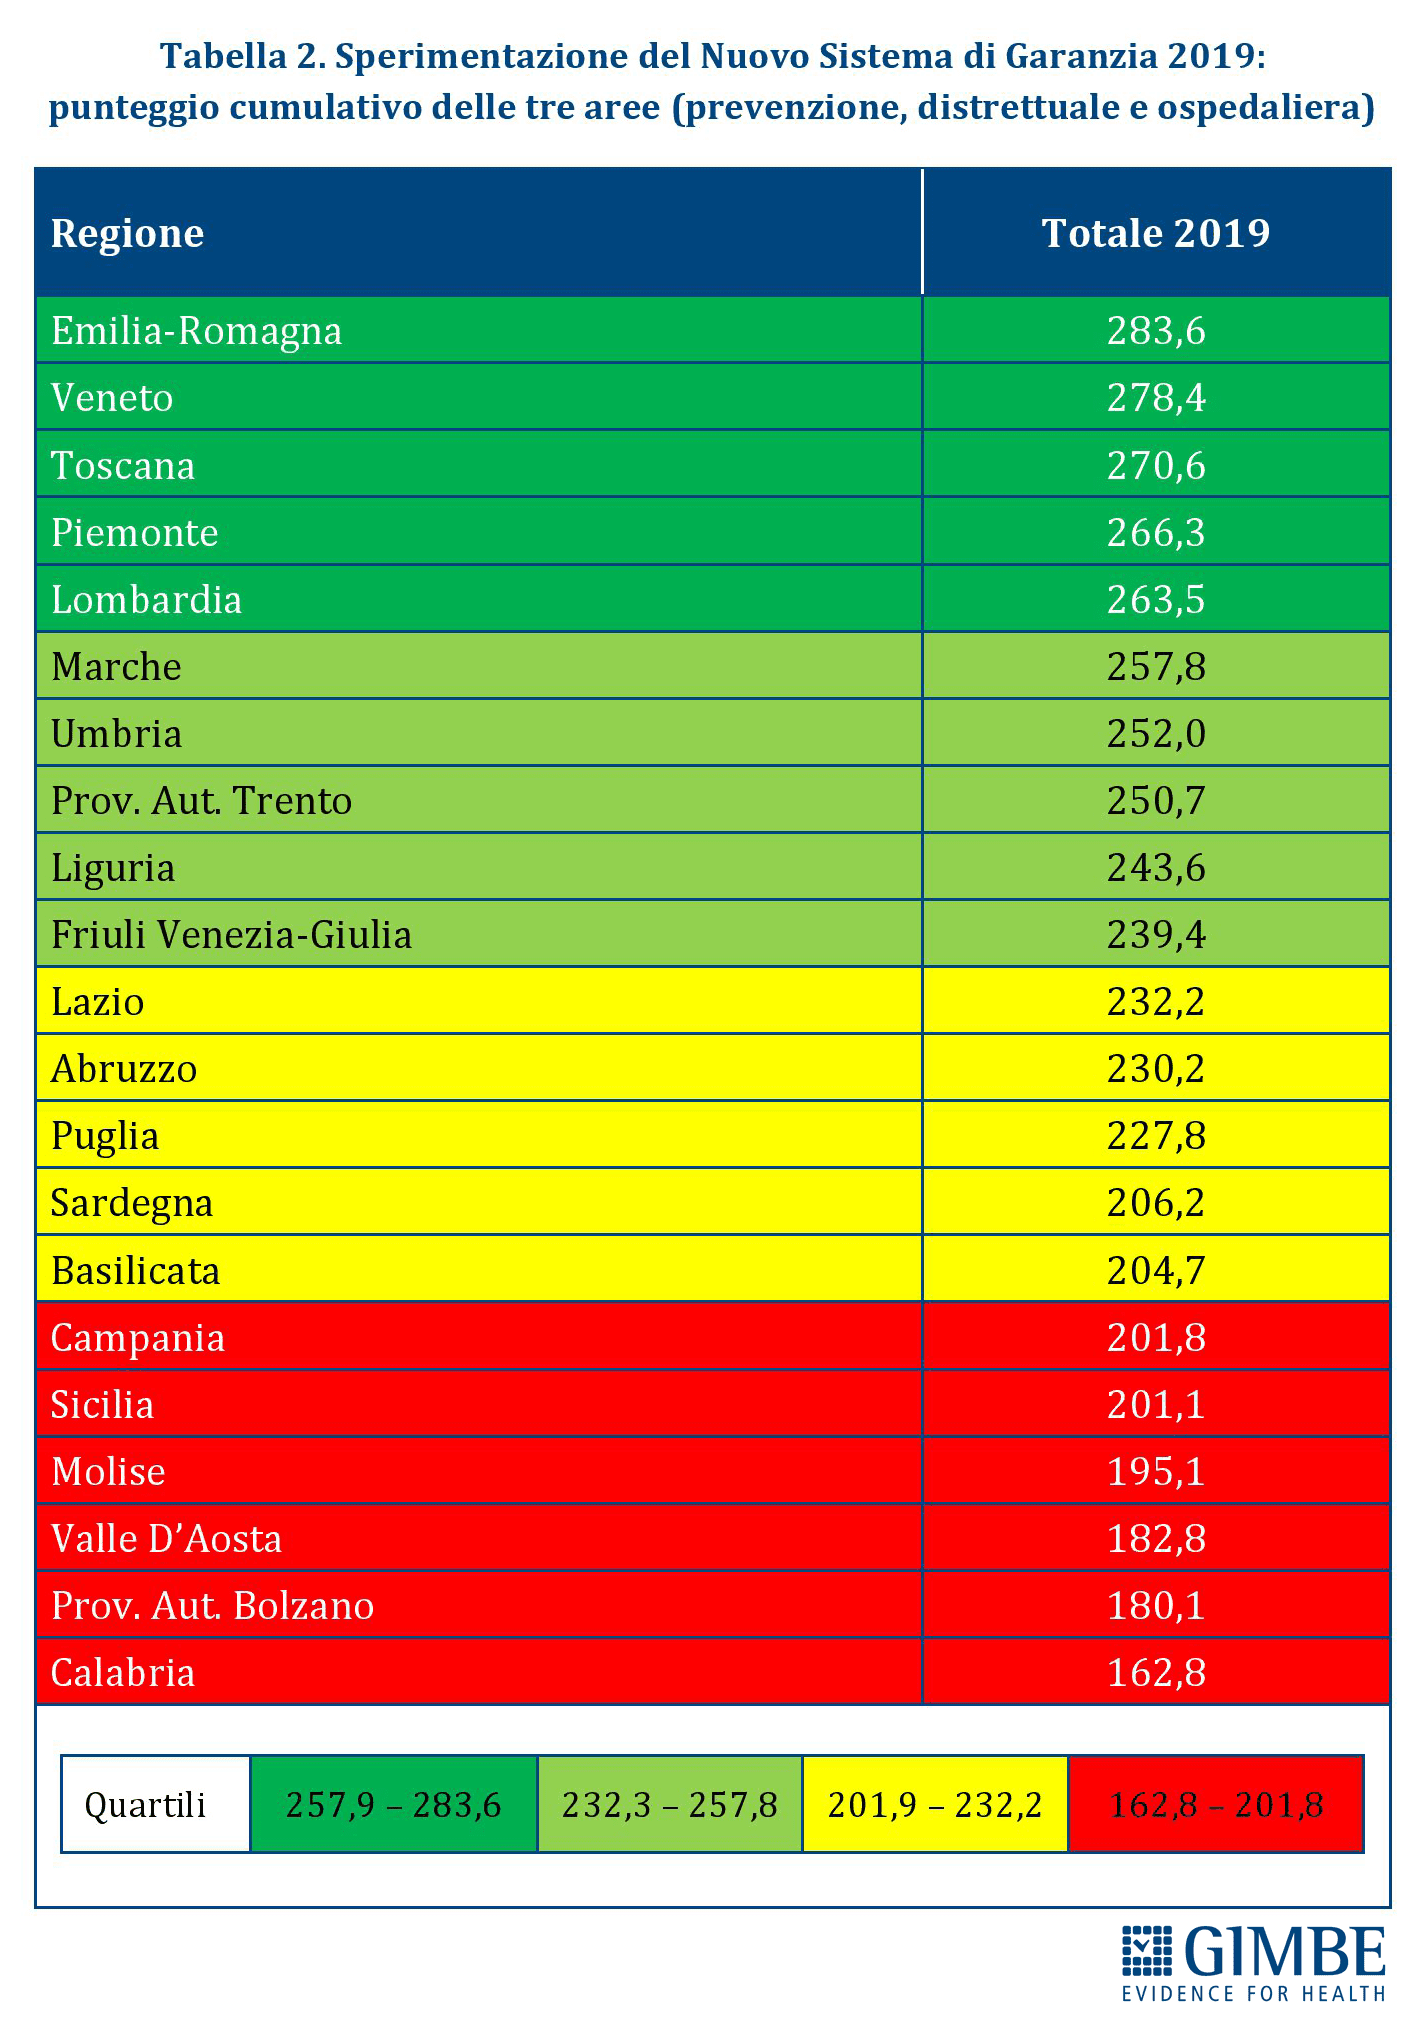 Tabella 2. Sperimentazione del Nuovo Sistema di Garanzia 2019:
punteggio cumulativo delle tre aree (prevenzione, distrettuale e ospedaliera)
Regione Totale 2019
Emilia-Romagna 283,6
Veneto 278,4
Toscana 270,6
Piemonte 266,3
Lombardia 263,5
Marche 257,8
Umbria 252,0
Prov. Aut. Trento 250,7
Liguria 243,6
Friuli Venezia-Giulia 239,4
Lazio 232,2
Abruzzo 230,2
Puglia 227,8
Sardegna 206,2
Basilicata 204,7
Campania 201,8
Sicilia 201,1
Molise 195,1
Valle D’Aosta 182,8
Prov. Aut. Bolzano 180,1
Calabria 162,8
Quartili 257,9 – 283,6 232,3 – 257,8 201,9 – 232,2 162,8 – 201,8
GIMBE
EVIDENCE FOR HEALTH